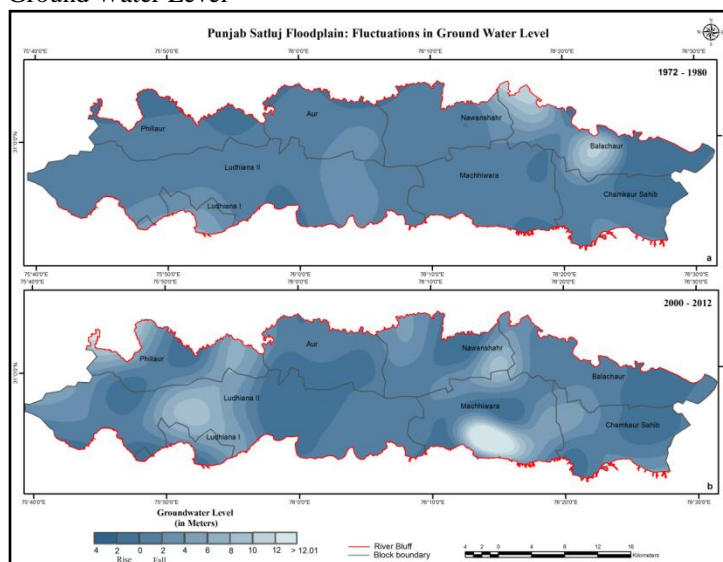 Ground Water Level
Punjab Satluj Floodplain: Fluctuations in Ground Water Level
1972 - 1980
75°40'0"E 75°50'0"E 76°0'0"E 76°10'0"E 76°20'0"E 76°30'0"E
31°0'0"N
Phillaur
Aur
Nawanshahr
Balachaur
Ludhiana II
Machhiwara
Chamkaur Sahib
Ludhiana I
a
75°40'0"E 75°50'0"E 76°0'0"E 76°10'0"E 76°20'0"E 76°30'0"E
2000 - 2012
31°0'0"N
Phillaur
Aur
Nawanshahr
Balachaur
Ludhiana II
Machhiwara
Chamkaur Sahib
Ludhiana I
b
75°40'0"E 75°50'0"E 76°0'0"E 76°10'0"E 76°20'0"E 76°30'0"E
Groundwater Level
(in Meters)
4 2 0 2 4 6 8 10 12 > 12.01
Rise Fall
River Bluff
Block boundary
4 2 0 4 8 12 16
Kilometers